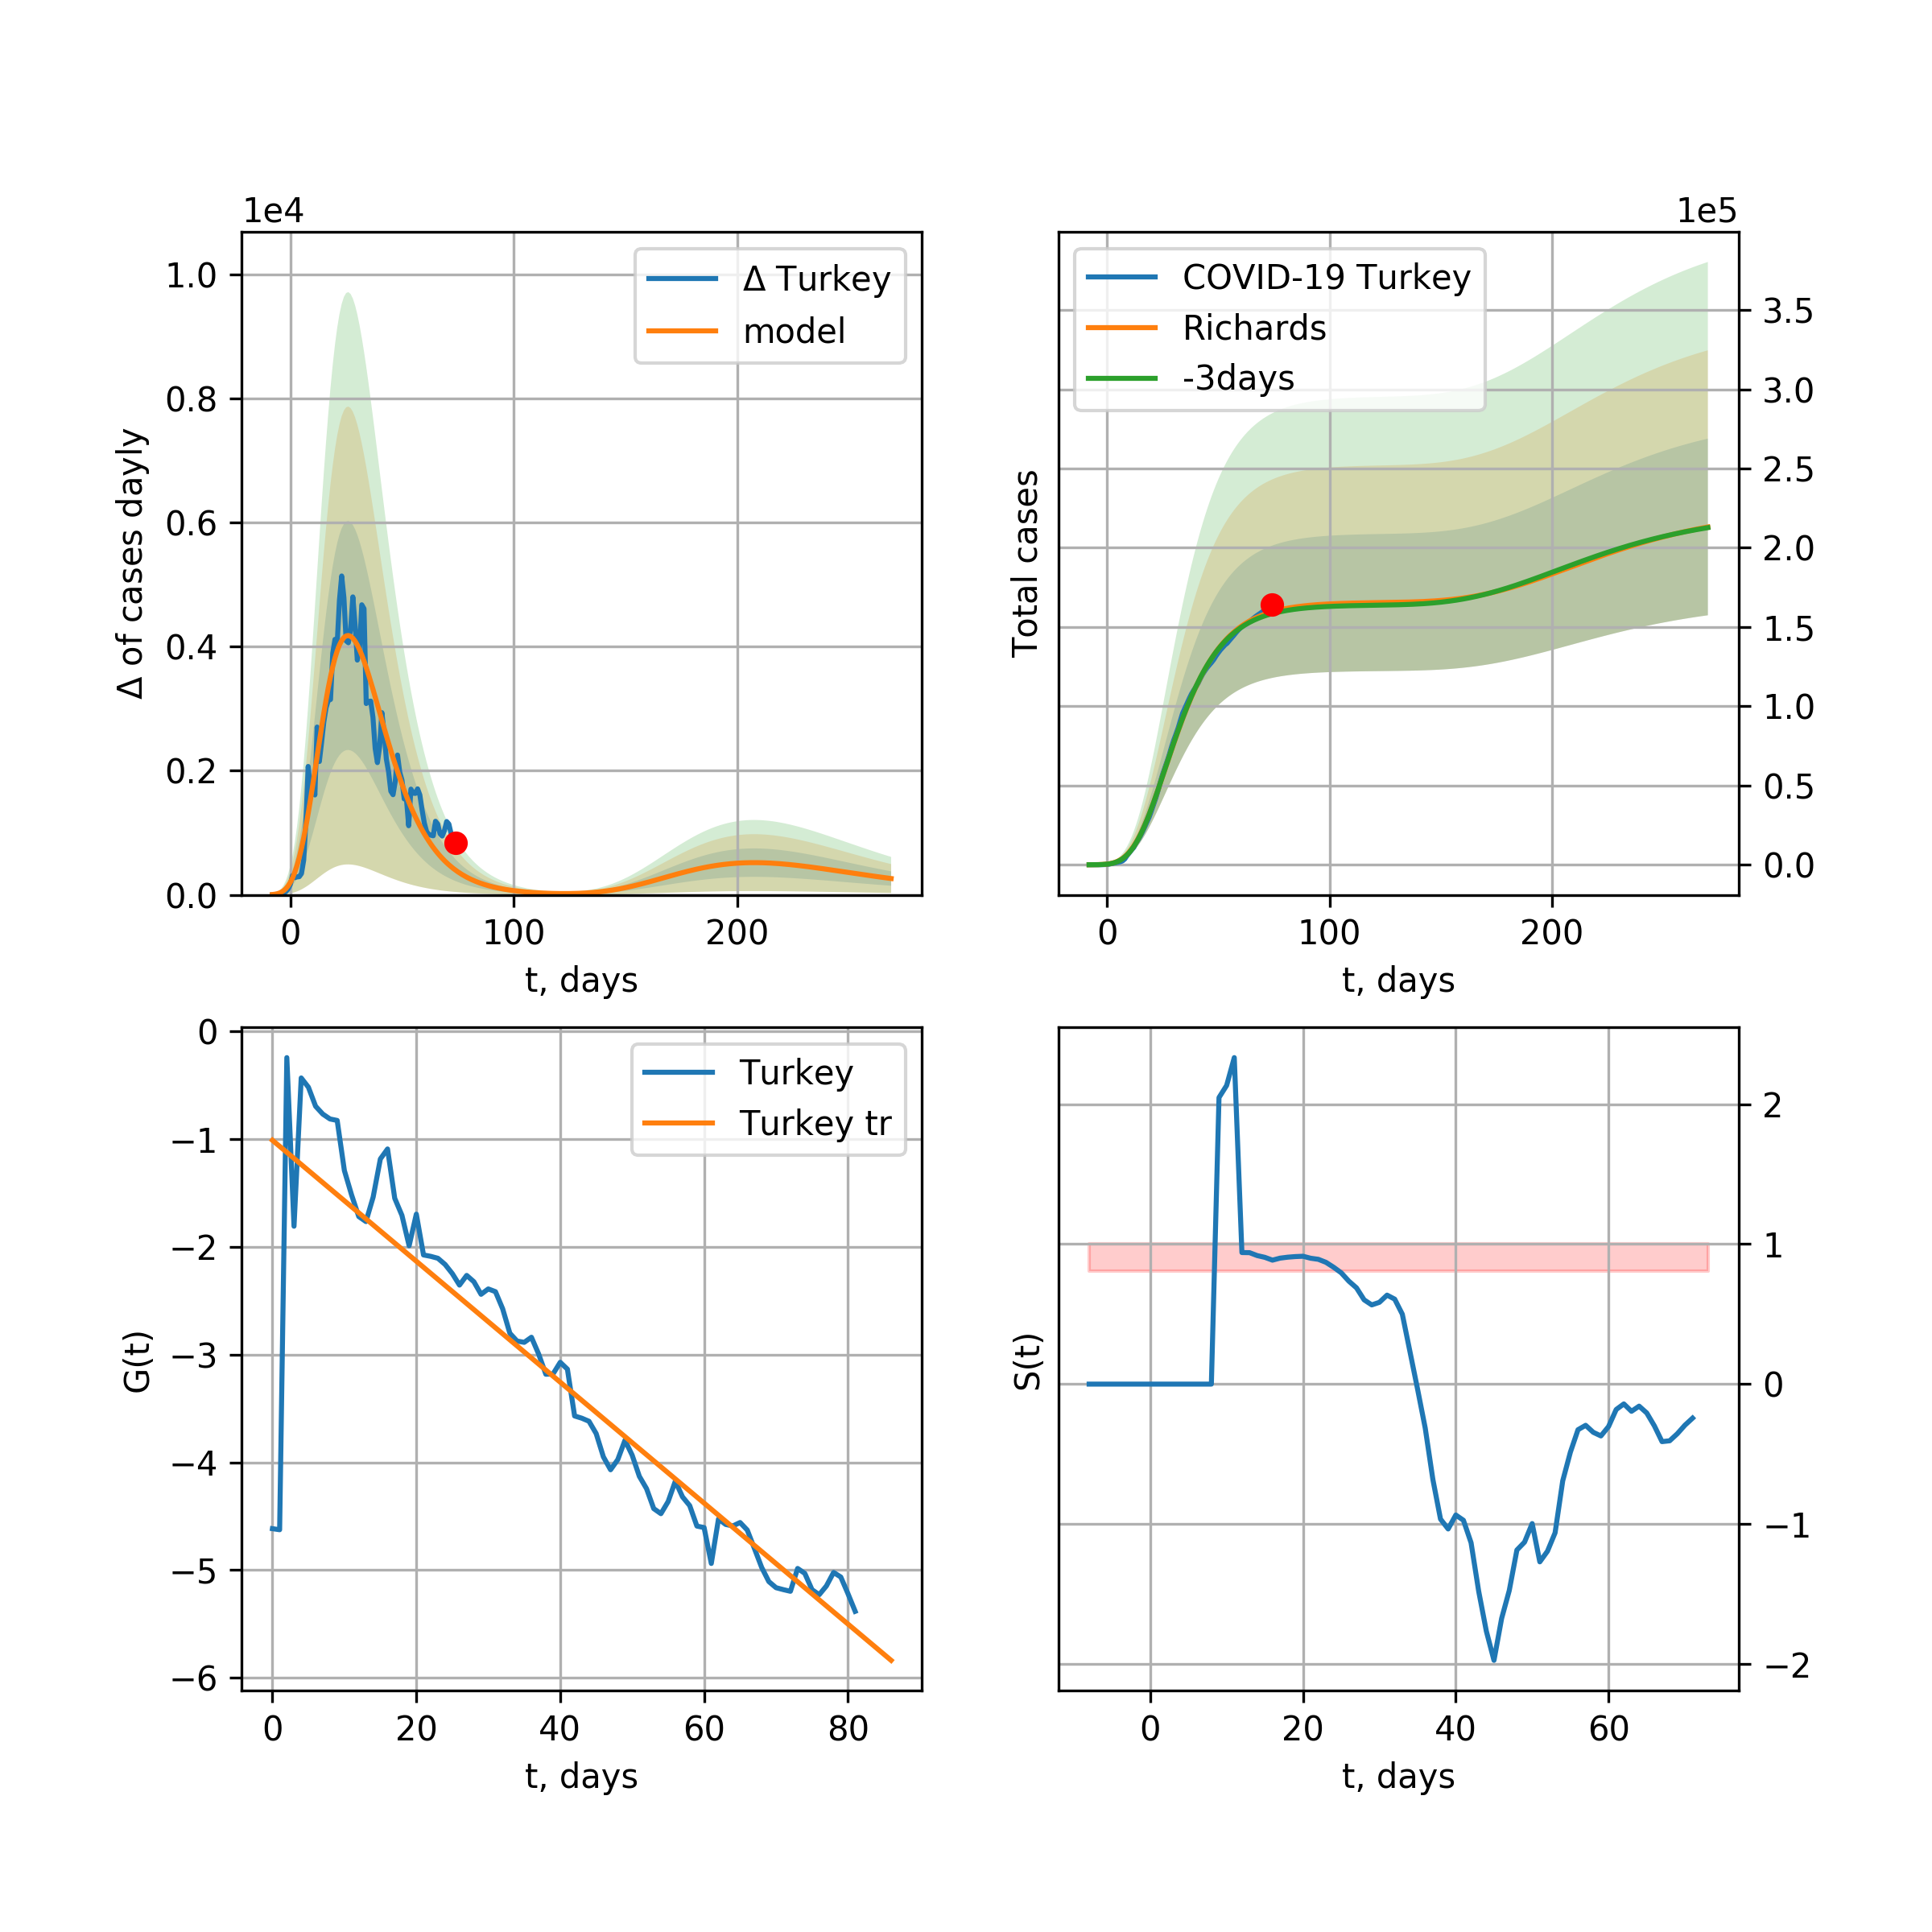 1e4
1.0
0.8
0.6
0.4
0.2
0.0
Δ of cases dayly
0 100 200
t, days
Δ Turkey
model
1e5
3.5
3.0
2.5
2.0
1.5
1.0
0.5
0.0
Total cases
0 100 200
t, days
COVID-19 Turkey
Richards
-3days
0
−1
−2
−3
−4
−5
−6
G(t)
0 20 40 60 80
t, days
Turkey
Turkey tr
2
1
0
−1
−2
S(t)
0 20 40 60
t, days